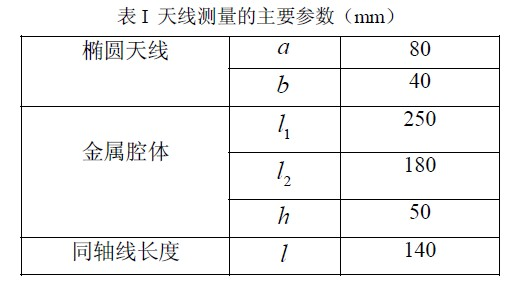 表 I 天线测量的主要参数（mm）
椭圆天线 a 80
b 40
金属腔体 l₁ 250
l₂ 180
h 50
同轴线长度 l 140